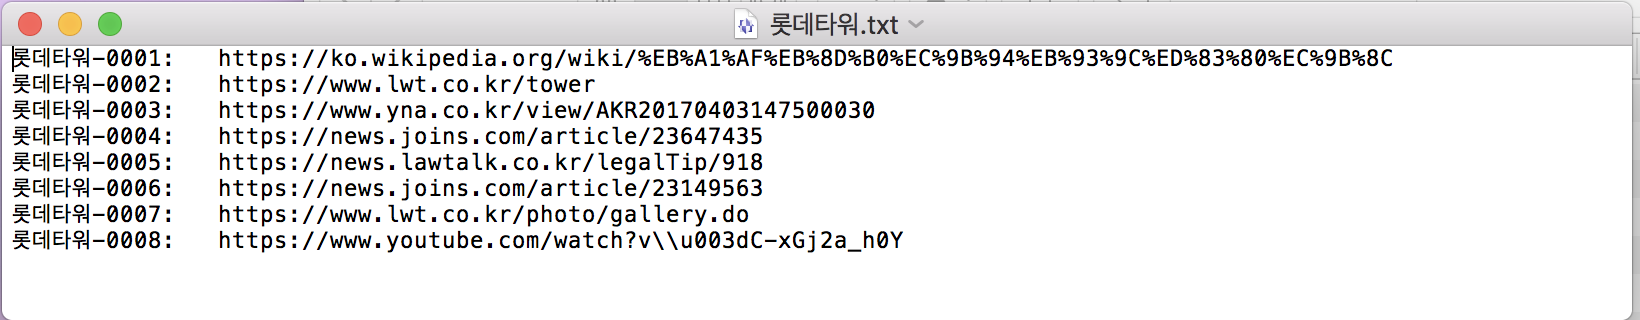 롯데타워.txt
롯데타워-0001: https://ko.wikipedia.org/wiki/%EB%A1%AF%EB%8D%B0%EC%9B%94%EB%93%9C%ED%83%80%EC%9B%8C
롯데타워-0002: https://www.lwt.co.kr/tower
롯데타워-0003: https://www.yna.co.kr/view/AKR20170403147500030
롯데타워-0004: https://news.joins.com/article/23647435
롯데타워-0005: https://news.lawtalk.co.kr/legalTip/918
롯데타워-0006: https://news.joins.com/article/23149563
롯데타워-0007: https://www.lwt.co.kr/photo/gallery.do
롯데타워-0008: https://www.youtube.com/watch?v\\u003dC-xGj2a_h0Y